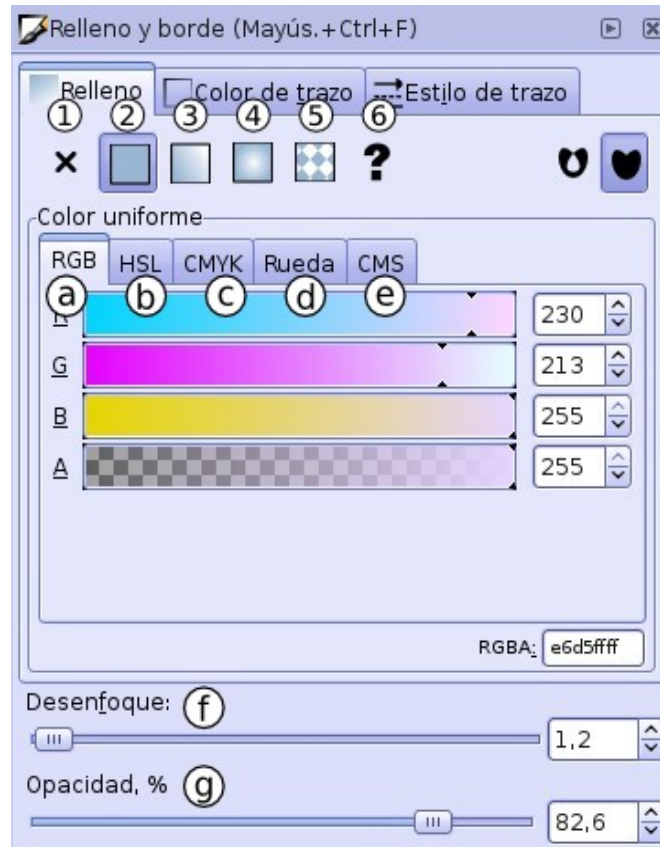 Relleno y borde (Mayús.+Ctrl+F)
Relleno Color de trazo Estilo de trazo
1 2 3 4 5 6
?
Color uniforme
RGB HSL CMYK Rueda CMS
a b c d e
R 230
G 213
B 255
A 255
RGBA: e6d5ffff
Desenfoque: f
1,2
Opacidad, % g
82,6